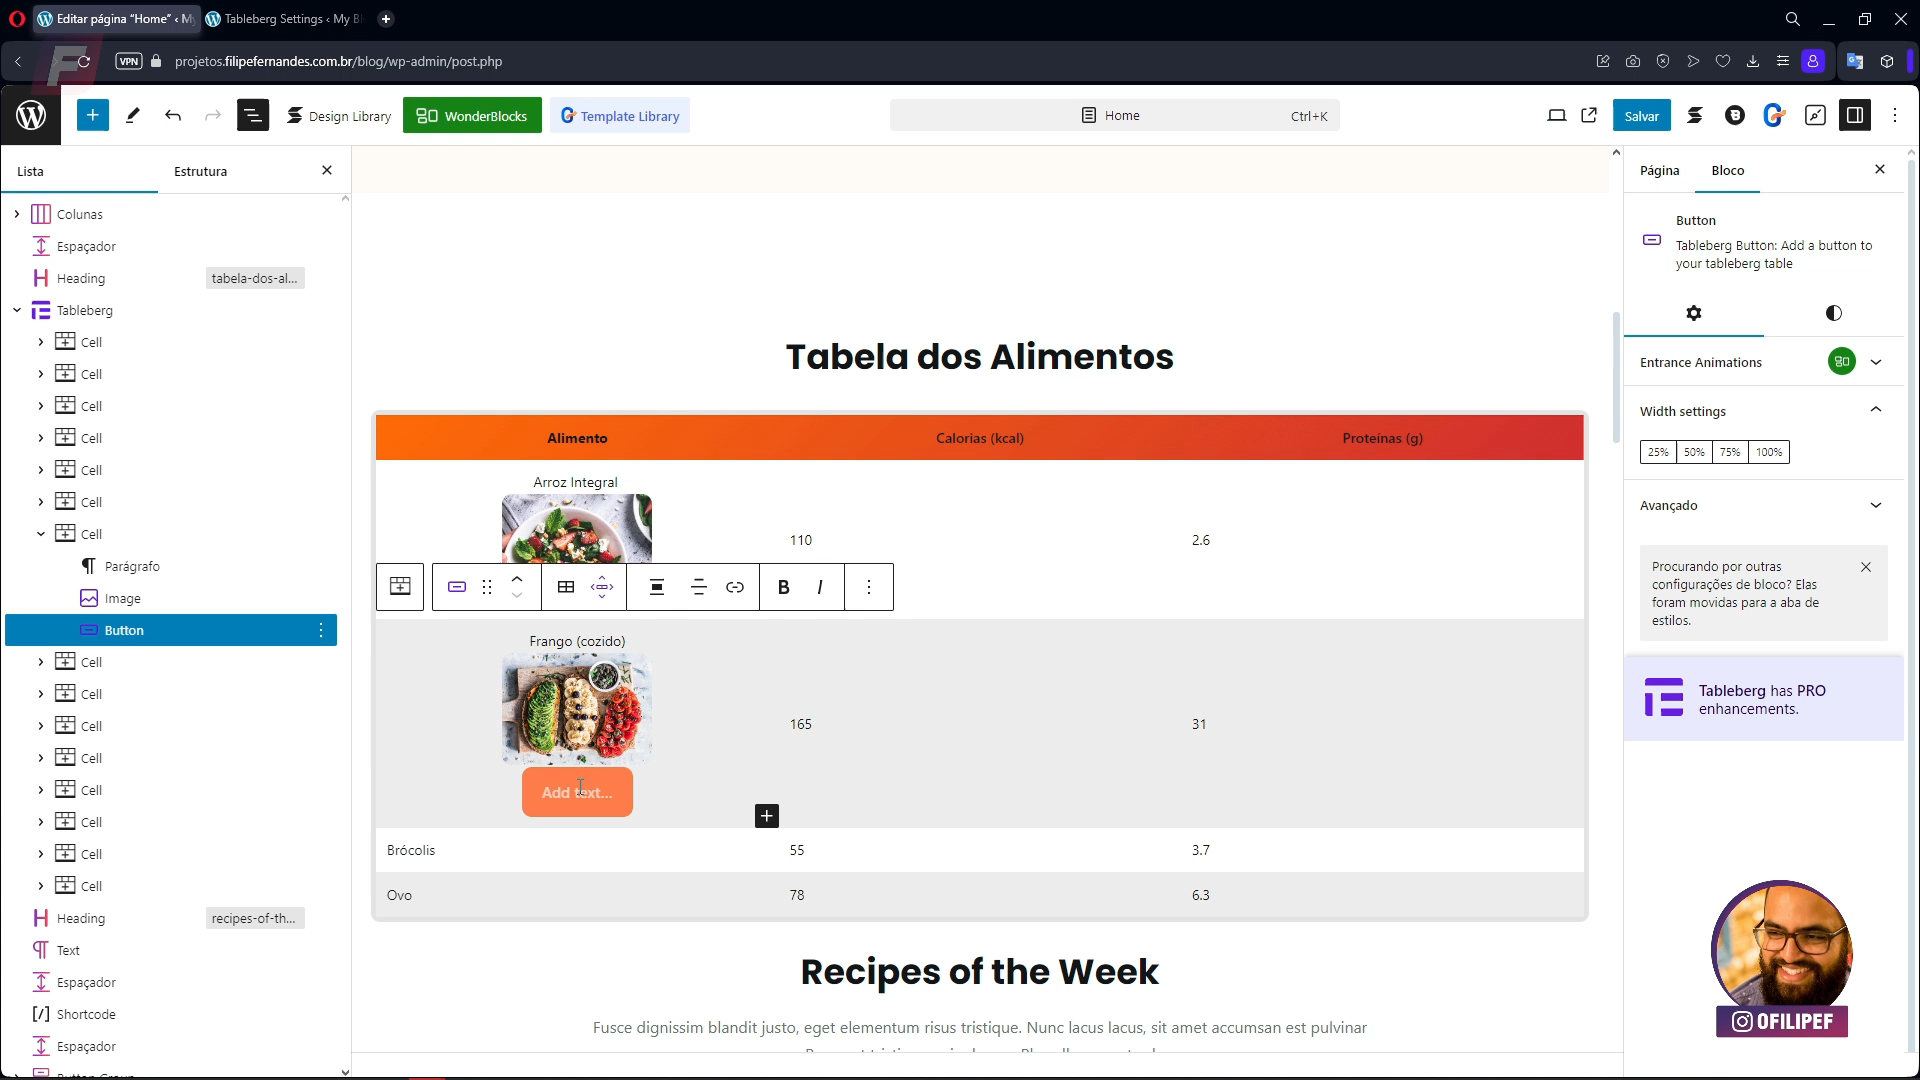 Editar página “Home” ‹ M
Tableberg Settings ‹ My B
VPN
projetos.filipefernandes.com.br/blog/wp-admin/post.php
Design Library
WonderBlocks
Template Library
Home
Ctrl+K
Salvar
Lista
Estrutura
Página
Bloco
Colunas
Espaçador
Heading
tabela-dos-al...
Tableberg
Cell
Cell
Cell
Cell
Cell
Cell
Cell
Parágrafo
Image
Button
Cell
Cell
Cell
Cell
Cell
Cell
Cell
Cell
Heading
recipes-of-th...
Text
Espaçador
[/] Shortcode
Espaçador
Tabela dos Alimentos
Alimento
Calorias (kcal)
Proteínas (g)
Arroz Integral
110
2.6
B
I
Frango (cozido)
165
31
Add text...
Brócolis
55
3.7
Ovo
78
6.3
Recipes of the Week
Fusce dignissim blandit justo, eget elementum risus tristique. Nunc lacus lacus, sit amet accumsan est pulvinar
Button
Tableberg Button: Add a button to
your tableberg table
Entrance Animations
Width settings
25%
50%
75%
100%
Avançado
Procurando por outras
configurações de bloco? Elas
foram movidas para a aba de
estilos.
Tableberg has PRO
enhancements.
OFILIPEF